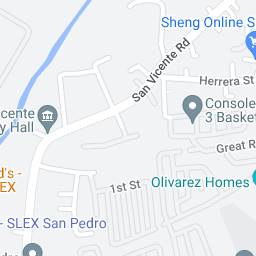 Sheng Online S
San Vicente Rd
Herrera St
Console
3 Basket
icente
y Hall
Great R
d's -
EX
1st St
Olivarez Homes
- SLEX San Pedro